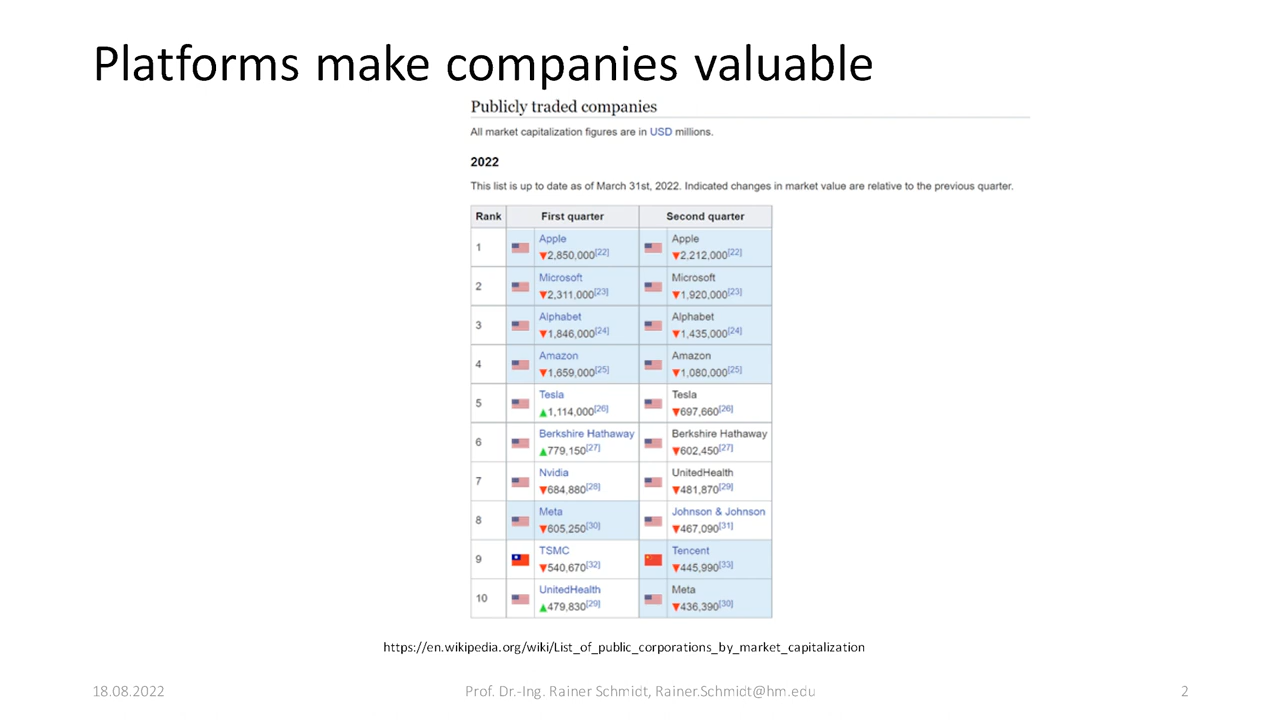 Platforms make companies valuable
Publicly traded companies
All market capitalization figures are in USD millions.
2022
This list is up to date as of March 31st, 2022. Indicated changes in market value are relative to the previous quarter.
Rank First quarter Second quarter
1 Apple ▼2,850,000[22] Apple ▼2,212,000[22]
2 Microsoft ▼2,311,000[23] Microsoft ▼1,920,000[23]
3 Alphabet ▼1,846,000[24] Alphabet ▼1,435,000[24]
4 Amazon ▼1,659,000[25] Amazon ▼1,080,000[25]
5 Tesla ▲1,114,000[26] Tesla ▼697,660[26]
6 Berkshire Hathaway ▲779,150[27] Berkshire Hathaway ▼602,450[27]
7 Nvidia ▼684,880[28] UnitedHealth ▼481,870[29]
8 Meta ▼605,250[30] Johnson & Johnson ▼467,090[31]
9 TSMC ▼540,670[32] Tencent ▼445,990[33]
10 UnitedHealth ▲479,830[29] Meta ▼436,390[30]
https://en.wikipedia.org/wiki/List_of_public_corporations_by_market_capitalization
18.08.2022 Prof. Dr.-Ing. Rainer Schmidt, Rainer.Schmidt@hm.edu 2